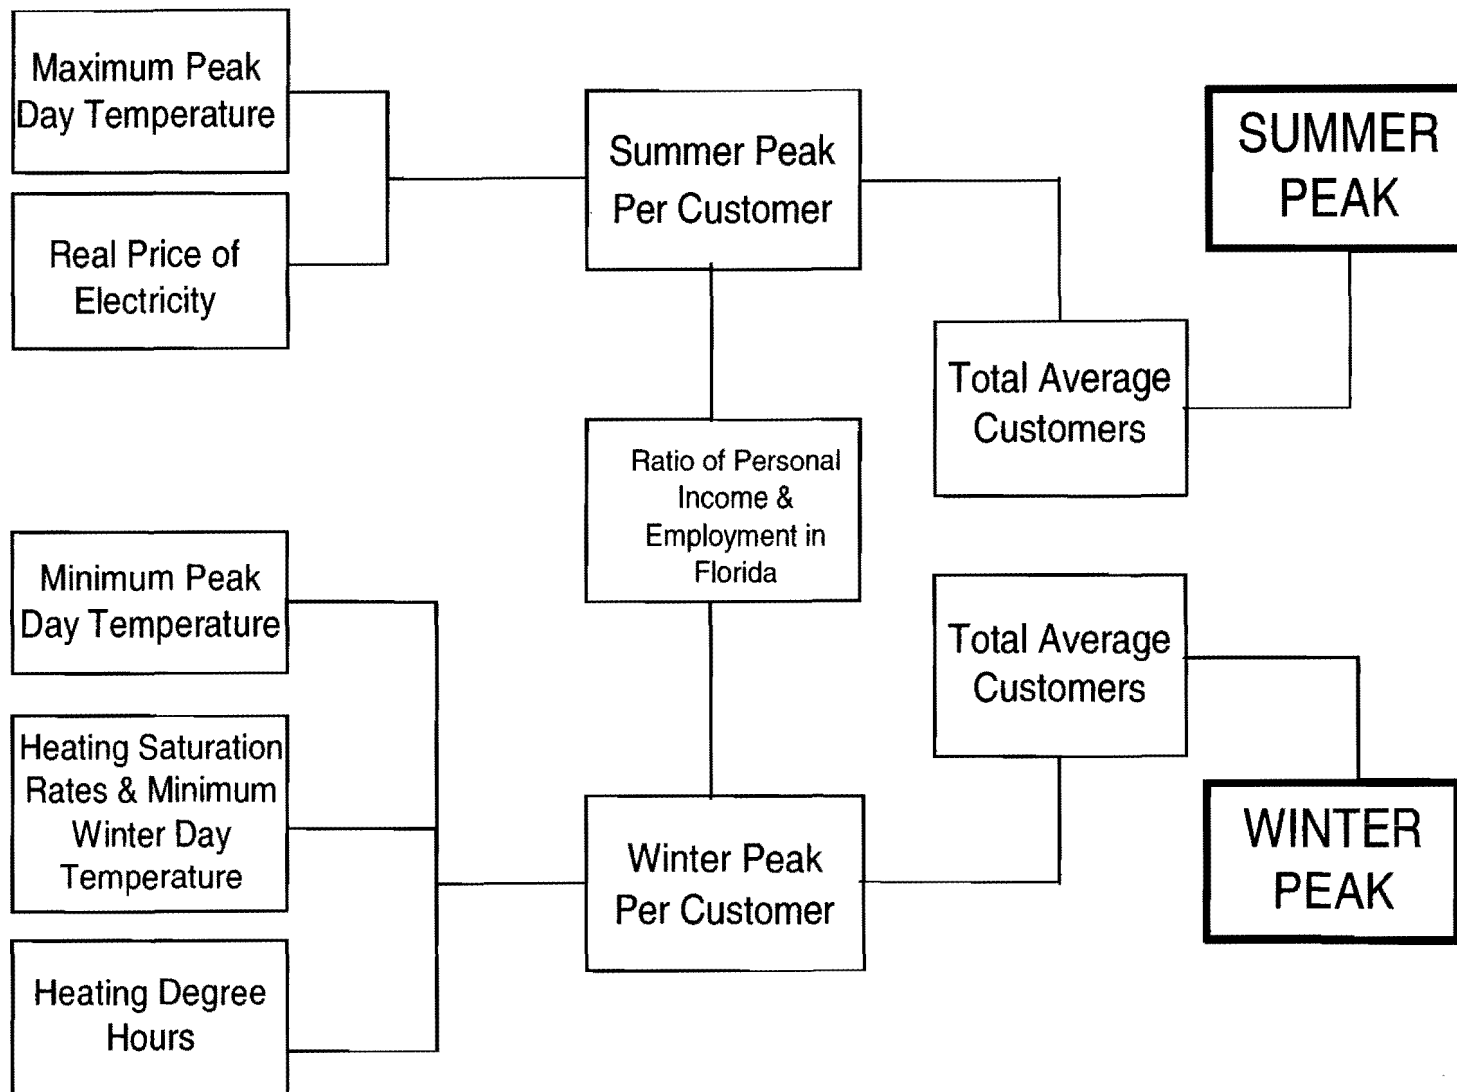 Maximum Peak
Day Temperature
Real Price of
Electricity
Summer Peak
Per Customer
SUMMER
PEAK
Total Average
Customers
Ratio of Personal
Income &
Employment in
Florida
Minimum Peak
Day Temperature
Heating Saturation
Rates & Minimum
Winter Day
Temperature
Heating Degree
Hours
Winter Peak
Per Customer
Total Average
Customers
WINTER
PEAK